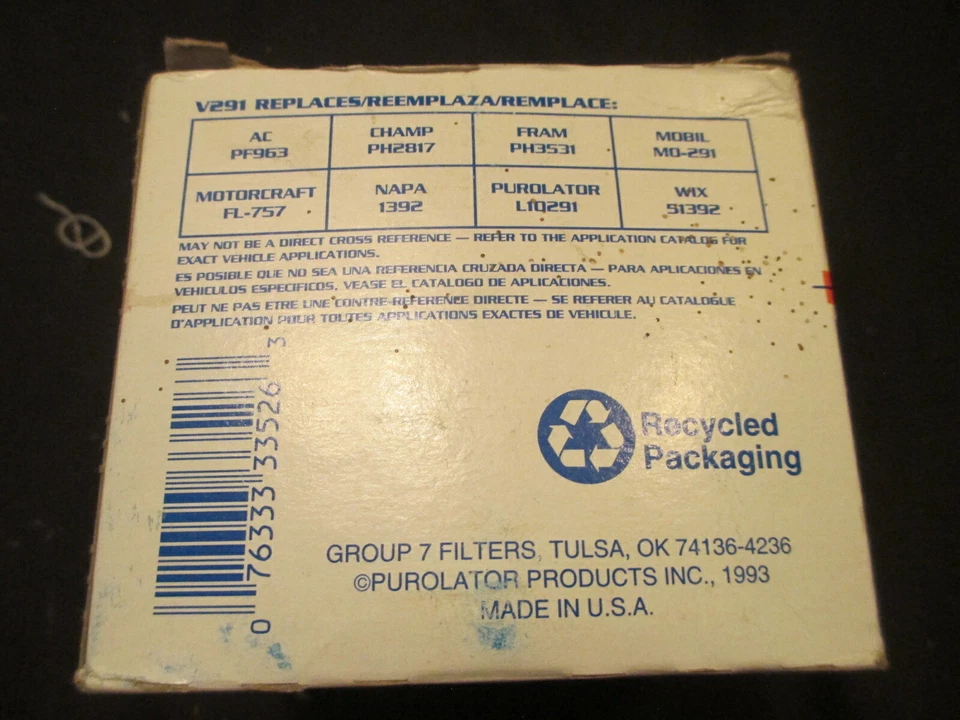 V291 REPLACES/REEMPLAZA/REMPLACE:
AC CHAMP FRAM MOBIL
PF963 PH2817 PH3531 MO-291
MOTORCRAFT NAPA PUROLATOR WIX
FL-757 1392 L10291 51392
MAY NOT BE A DIRECT CROSS REFERENCE — REFER TO THE APPLICATION CATALOG FOR
EXACT VEHICLE APPLICATIONS.
ES POSIBLE QUE NO SEA UNA REFERENCIA CRUZADA DIRECTA — PARA APLICACIONES EN
VEHICULOS ESPECIFICOS, VEASE EL CATALOGO DE APLICACIONES.
PEUT NE PAS ETRE UNE CONTRE-REFERENCE DIRECTE — SE REFERER AU CATALOGUE
D'APPLICATION POUR TOUTES APPLICATIONS EXACTES DE VEHICULE.
0 76333 33526 3
Recycled
Packaging
GROUP 7 FILTERS, TULSA, OK 74136-4236
©PUROLATOR PRODUCTS INC., 1993
MADE IN U.S.A.